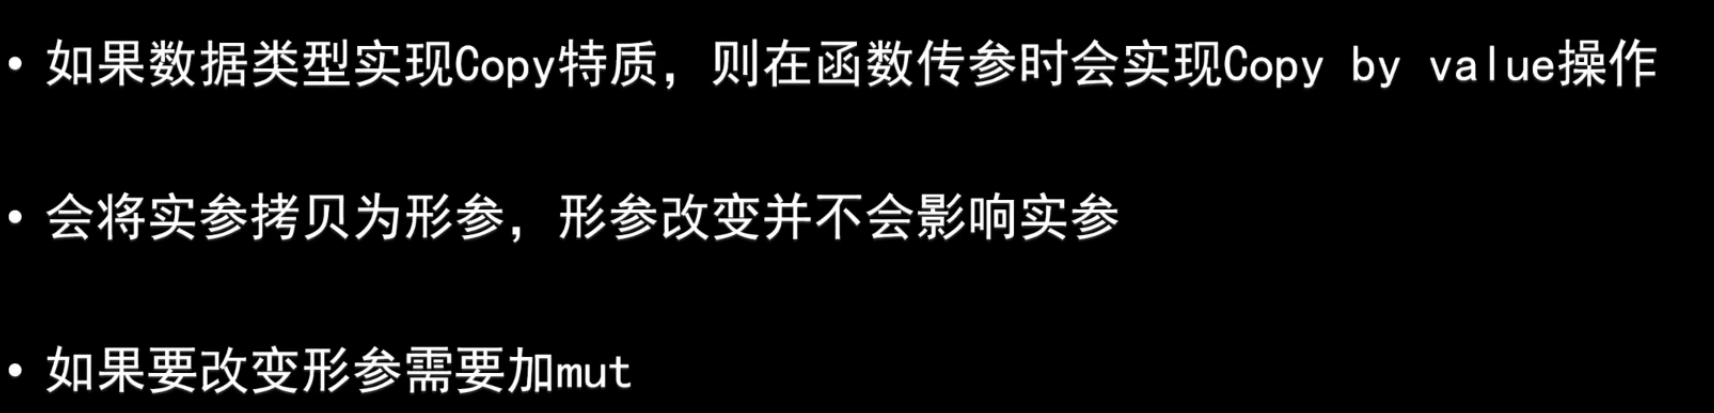 • 如果数据类型实现Copy特质，则在函数传参时会实现Copy by value操作
• 会将实参拷贝为形参，形参改变并不会影响实参
• 如果要改变形参需要加mut